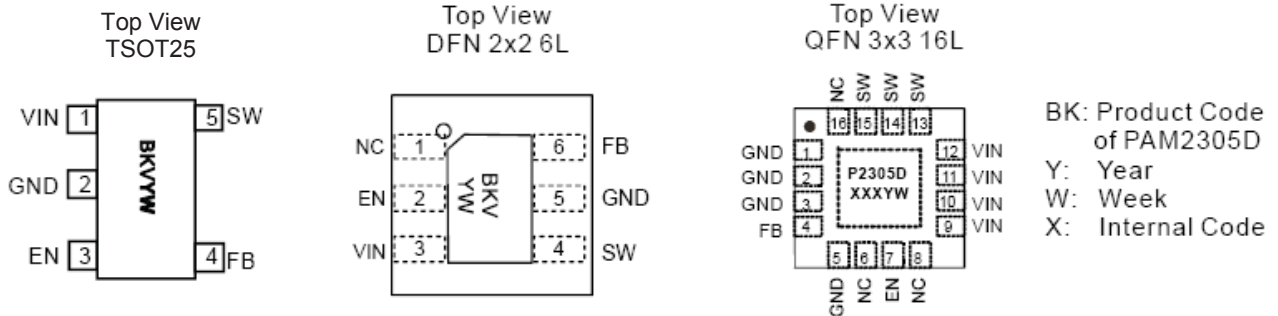 Top View
TSOT25
VIN 1
5 SW
GND 2
EN 3
4 FB
BKVYW
Top View
DFN 2x2 6L
NC 1
6 FB
EN 2
5 GND
VIN 3
4 SW
BKV
YW
Top View
QFN 3x3 16L
NC SW SW SW
16 15 14 13
GND 1
GND 2
GND 3
FB 4
12 VIN
11 VIN
10 VIN
9 VIN
P2305D
XXXYW
5 6 7 8
GND NC EN NC
BK: Product Code
of PAM2305D
Y: Year
W: Week
X: Internal Code